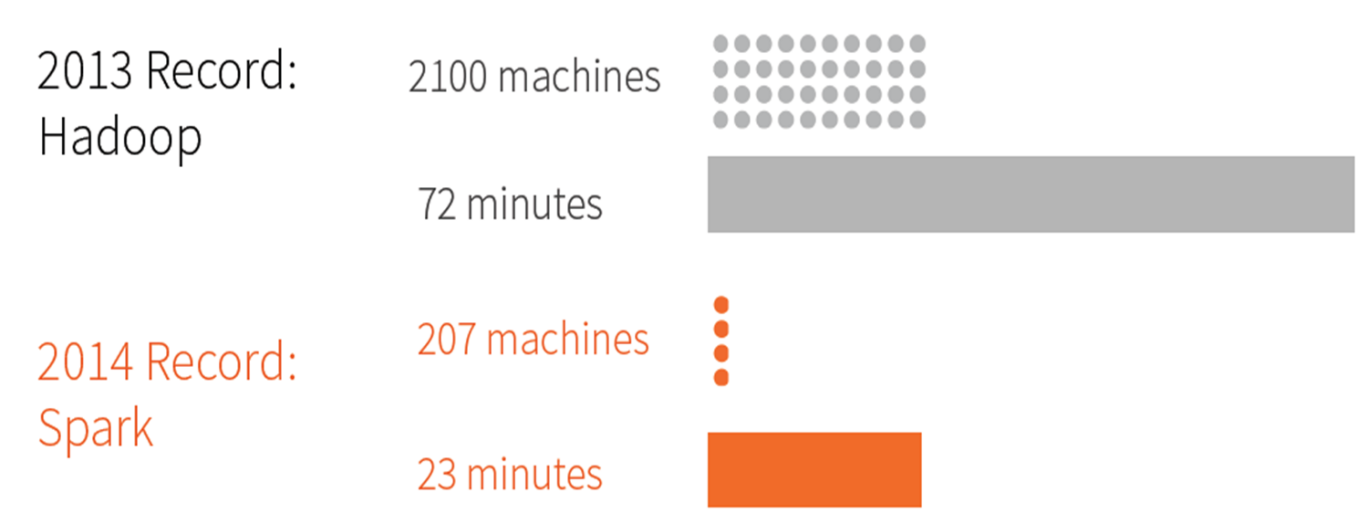 2013 Record:
Hadoop
2100 machines
72 minutes
2014 Record:
Spark
207 machines
23 minutes